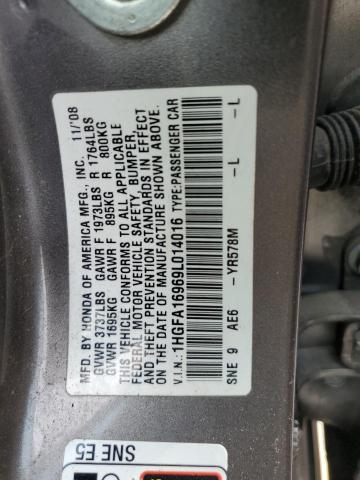 MFD. BY HONDA OF AMERICA MFG., INC. 11/'08
GVWR 3737LBS GAWR F 1973LBS R 1764LBS
GVWR 1695KG GAWR F 895KG R 800KG
THIS VEHICLE CONFORMS TO ALL APPLICABLE
FEDERAL MOTOR VEHICLE SAFETY, BUMPER,
AND THEFT PREVENTION STANDARDS IN EFFECT
ON THE DATE OF MANUFACTURE SHOWN ABOVE.
V.I.N.: 1HGFA16969L014016 TYPE:PASSENGER CAR
SNE 9 AE6 -YR578M -L -L
SNE E5